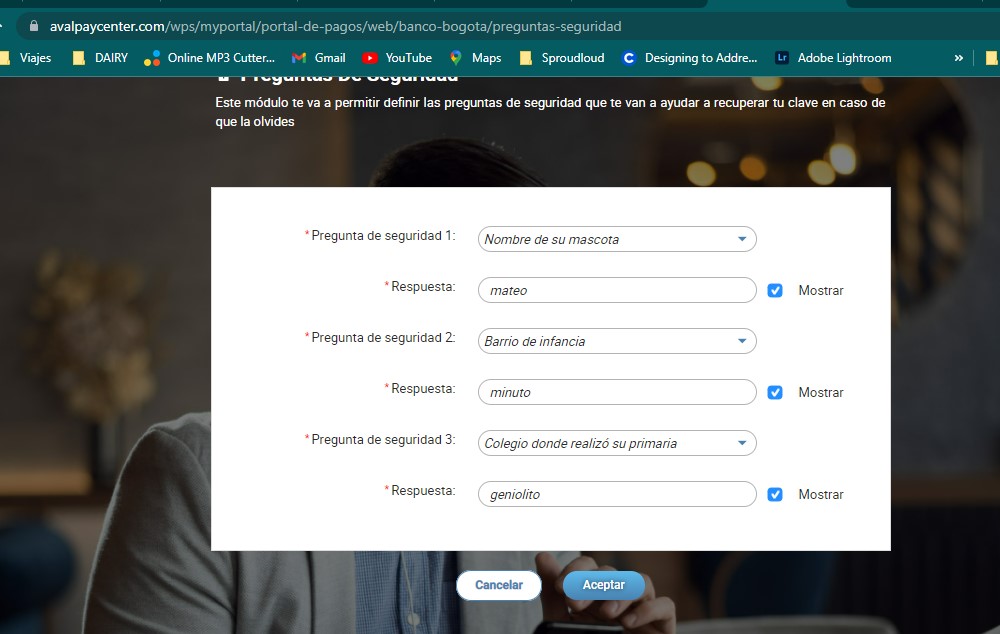 avalpaycenter.com/wps/myportal/portal-de-pagos/web/banco-bogota/preguntas-seguridad
Viajes DAIRY Online MP3 Cutter... Gmail YouTube Maps Sproudloud C Designing to Addre... Lr Adobe Lightroom »
Preguntas De Seguridad
Este módulo te va a permitir definir las preguntas de seguridad que te van a ayudar a recuperar tu clave en caso de
que la olvides
*Pregunta de seguridad 1: Nombre de su mascota
*Respuesta: mateo Mostrar
*Pregunta de seguridad 2: Barrio de infancia
*Respuesta: minuto Mostrar
*Pregunta de seguridad 3: Colegio donde realizó su primaria
*Respuesta: geniolito Mostrar
Cancelar Aceptar